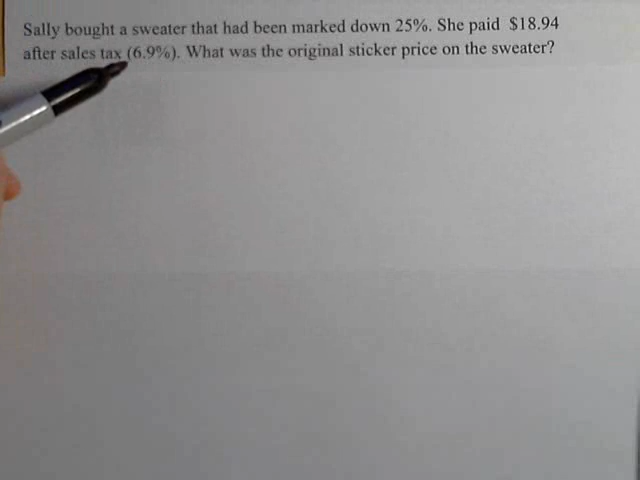 Sally bought a sweater that had been marked down 25%. She paid $18.94
after sales tax (6.9%). What was the original sticker price on the sweater?